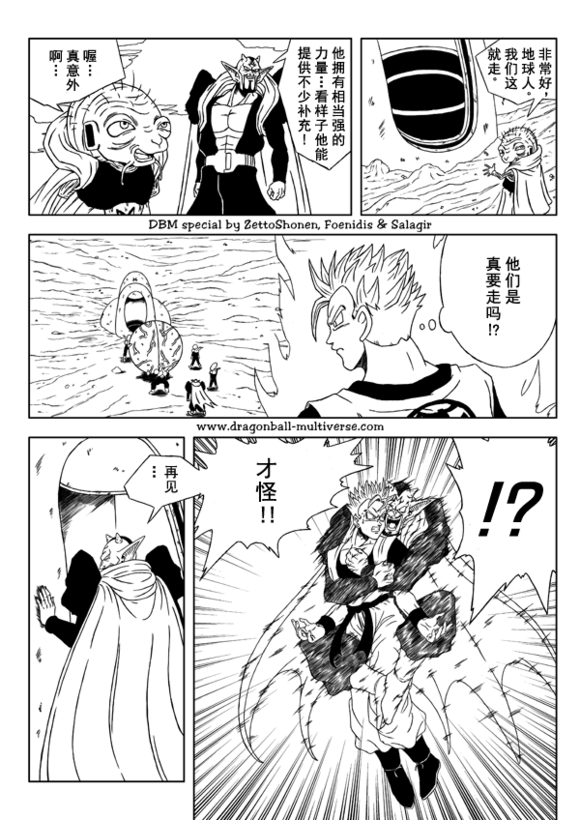 喔…
真意外
啊…
他拥有相当强的
力量…看样子他能
提供不少补充！
非常好，
地球人。
我们这
就走。
DBM special by ZettoShonen, Foenidis & Salagir
他们是
真要走吗!?
www.dragonball-multiverse.com
再见
…
才怪!!
!?